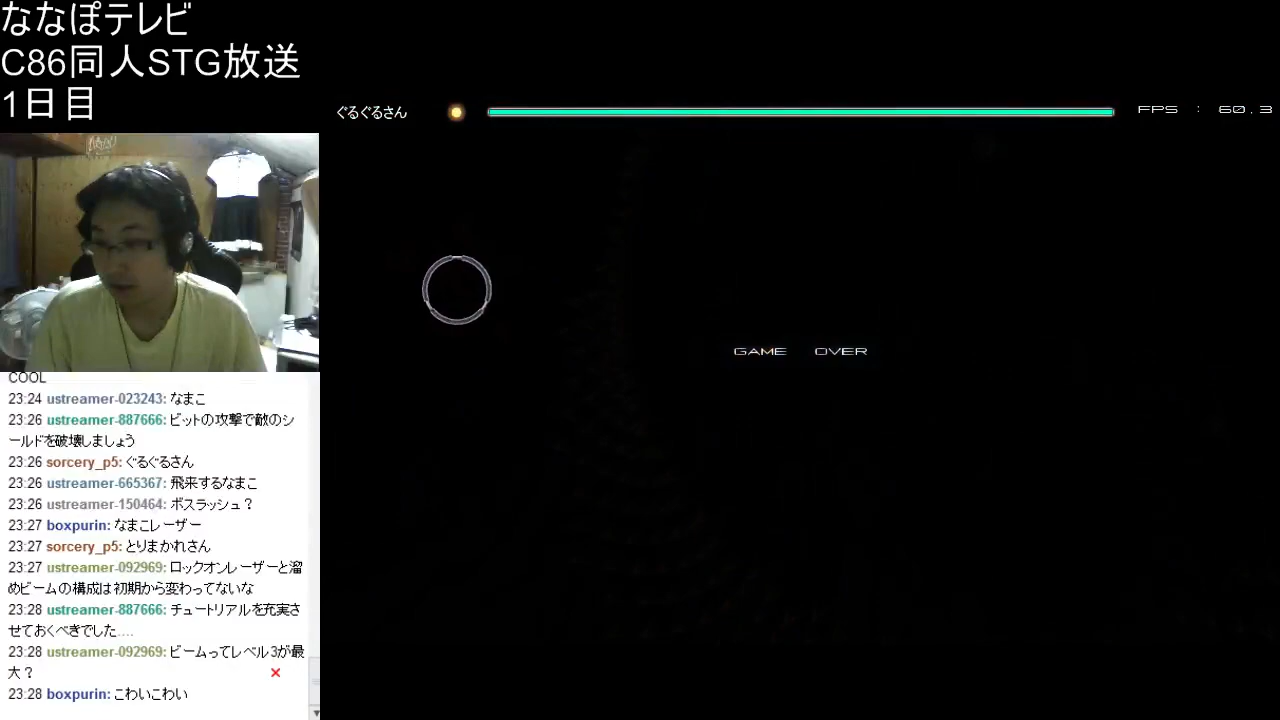 ななぽテレビ
C86同人STG放送
1日目
ぐるぐるさん
FPS : 60.3
GAME OVER
COOL
23:24 ustreamer-023243: なまこ
23:26 ustreamer-887666: ビットの攻撃で敵のシ
ールドを破壊しましょう
23:26 sorcery_p5: ぐるぐるさん
23:26 ustreamer-665367: 飛来するなまこ
23:26 ustreamer-150464: ボスラッシュ？
23:27 boxpurin: なまこレーザー
23:27 sorcery_p5: とりまかれさん
23:27 ustreamer-092969: ロックオンレーザーと溜
めビームの構成は初期から変わってないな
23:28 ustreamer-887666: チュートリアルを充実さ
せておくべきでした....
23:28 ustreamer-092969: ビームってレベル3が最
大？
23:28 boxpurin: こわいこわい